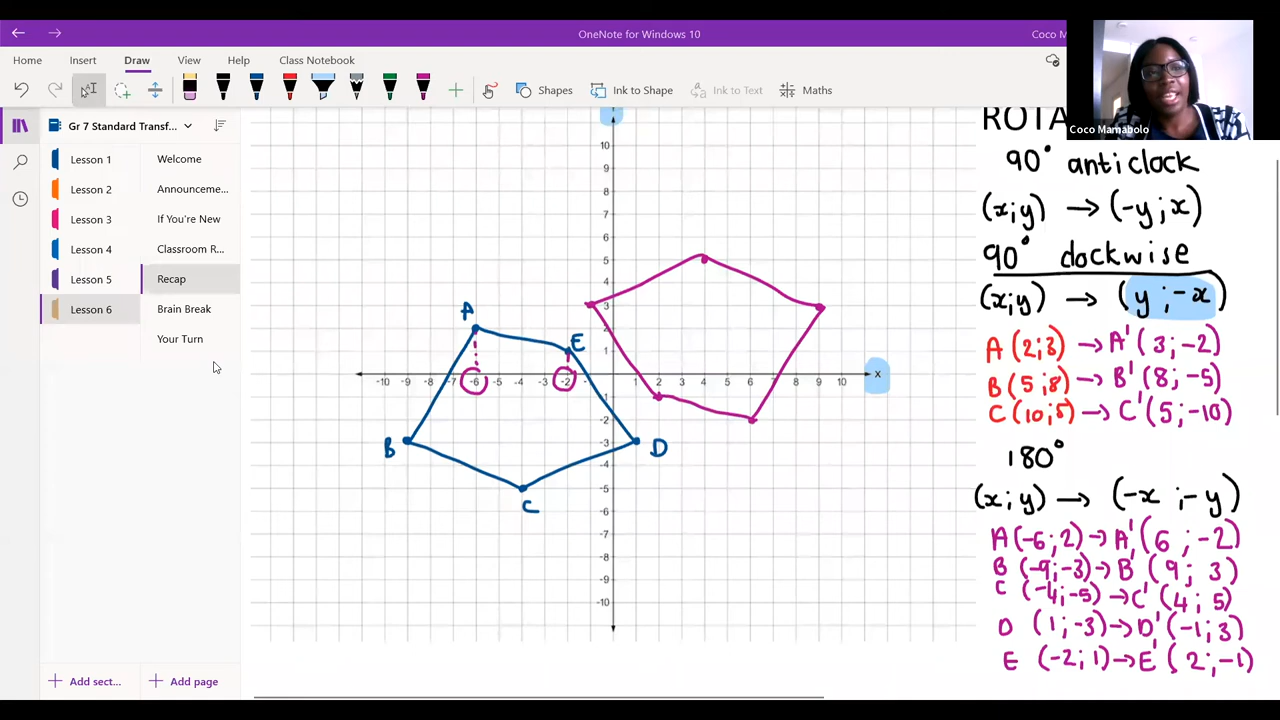 OneNote for Windows 10
Coco M
Home Insert Draw View Help Class Notebook
Shapes Ink to Shape Ink to Text Maths
Coco Mamabolo
Gr 7 Standard Transf...
Lesson 1
Lesson 2
Lesson 3
Lesson 4
Lesson 5
Lesson 6
Welcome
Announceme...
If You're New
Classroom R...
Recap
Brain Break
Your Turn
Add sect...
Add page
10
9
8
7
6
5
4
3
2
1
-10 -9 -8 -7 -6 -5 -4 -3 -2 1 2 3 4 5 6 7 8 9 10 x
1
-3
-4
-5
-6
-7
-8
-9
-10
A
E
B
D
C
ROTA
90° anticlock
(x;y) → (-y;x)
90° clockwise
(x;y) → (y;-x)
A (2;3) → A' (3;-2)
B (5;8) → B' (8;-5)
C (10;5) → C' (5;-10)
180°
(x;y) → (-x;-y)
A (-6;2) → A' (6;-2)
B (-9;-3) → B' (9;3)
C (-4;-5) → C' (4;5)
D (1;-3) → D' (-1;3)
E (-2;1) → E' (2;-1)